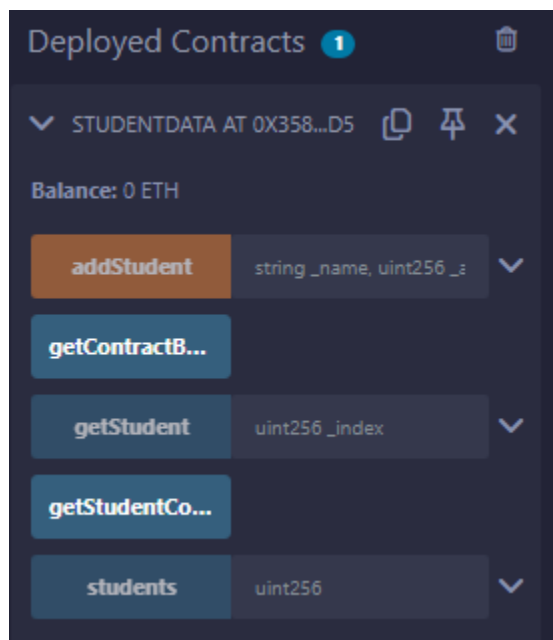 Deployed Contracts 1
STUDENTDATA AT 0X358...D5
Balance: 0 ETH
addStudent string _name, uint256 _a
getContractB...
getStudent uint256 _index
getStudentCo...
students uint256